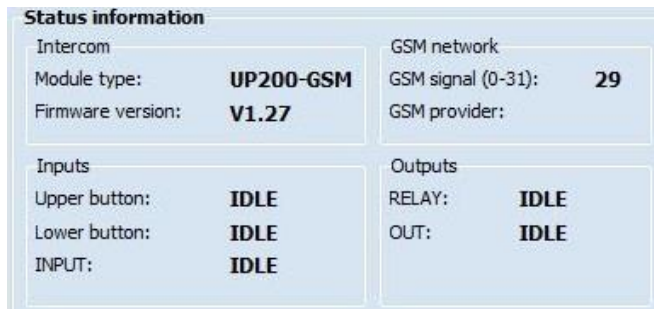 Status information
Intercom
Module type: UP200-GSM
Firmware version: V1.27
GSM network
GSM signal (0-31): 29
GSM provider:
Inputs
Upper button: IDLE
Lower button: IDLE
INPUT: IDLE
Outputs
RELAY: IDLE
OUT: IDLE